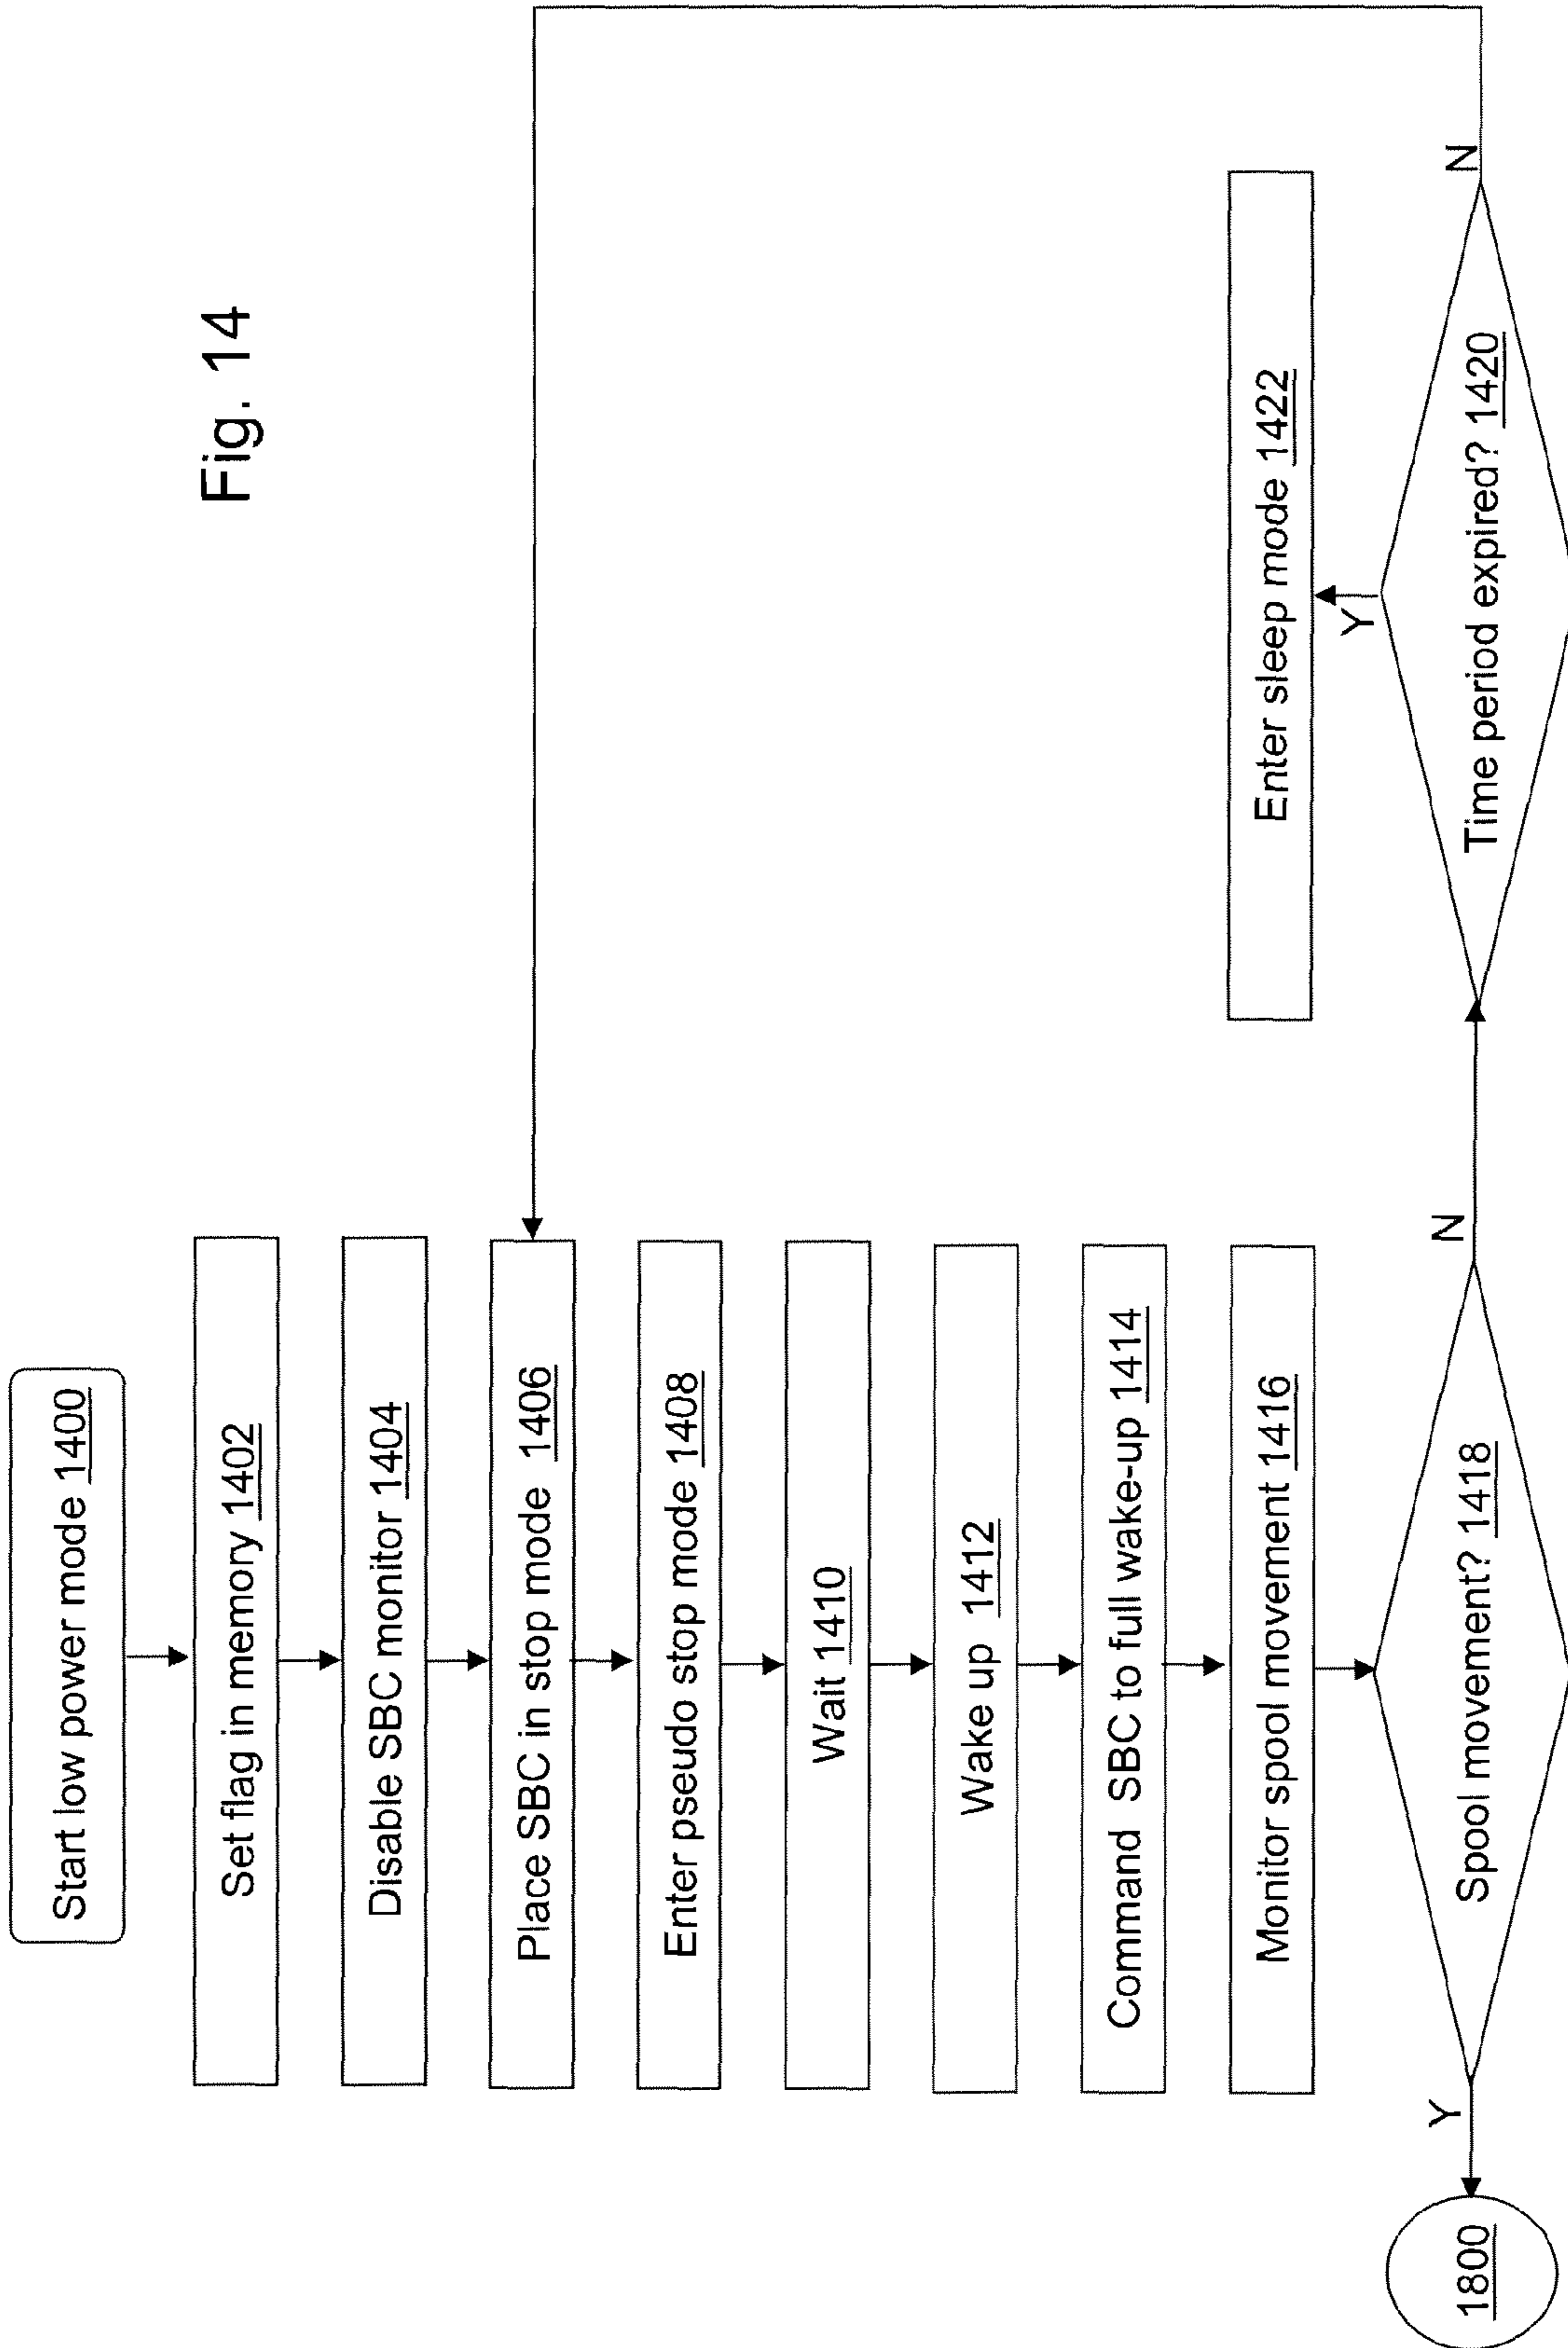 Fig. 14
Start low power mode 1400
Set flag in memory 1402
Disable SBC monitor 1404
Place SBC in stop mode 1406
Enter pseudo stop mode 1408
Wait 1410
Wake up 1412
Command SBC to full wake-up 1414
Monitor spool movement 1416
Spool movement? 1418
Y
1800
N
Time period expired? 1420
Y
Enter sleep mode 1422
N